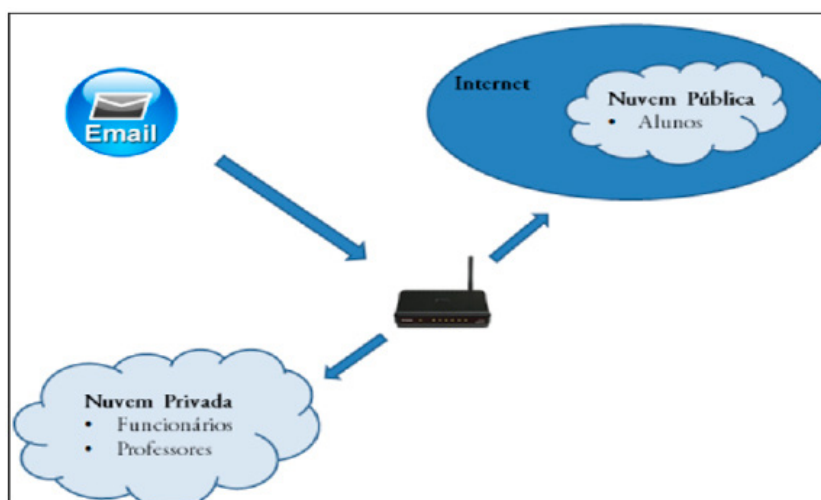 Email
Internet
Nuvem Pública
• Alunos
Nuvem Privada
• Funcionários
• Professores